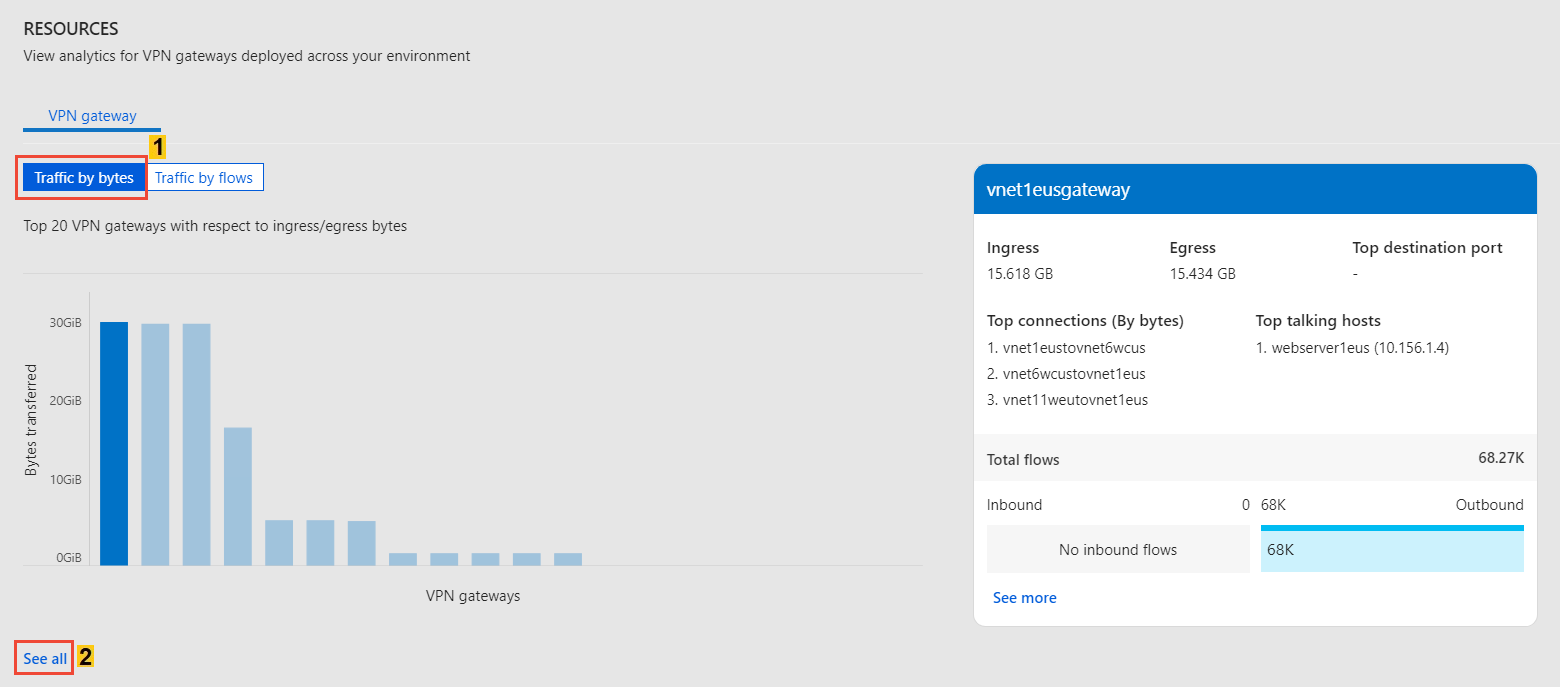 RESOURCES
View analytics for VPN gateways deployed across your environment
VPN gateway
1
Traffic by bytes
Traffic by flows
Top 20 VPN gateways with respect to ingress/egress bytes
30GiB
20GiB
10GiB
0GiB
Bytes transferred
VPN gateways
See all
2
vnet1eusgateway
Ingress Egress Top destination port
15.618 GB 15.434 GB -
Top connections (By bytes) Top talking hosts
1. vnet1eustovnet6wcus 1. webserver1eus (10.156.1.4)
2. vnet6wcustovnet1eus
3. vnet11weutovnet1eus
Total flows 68.27K
Inbound 0 68K Outbound
No inbound flows 68K
See more